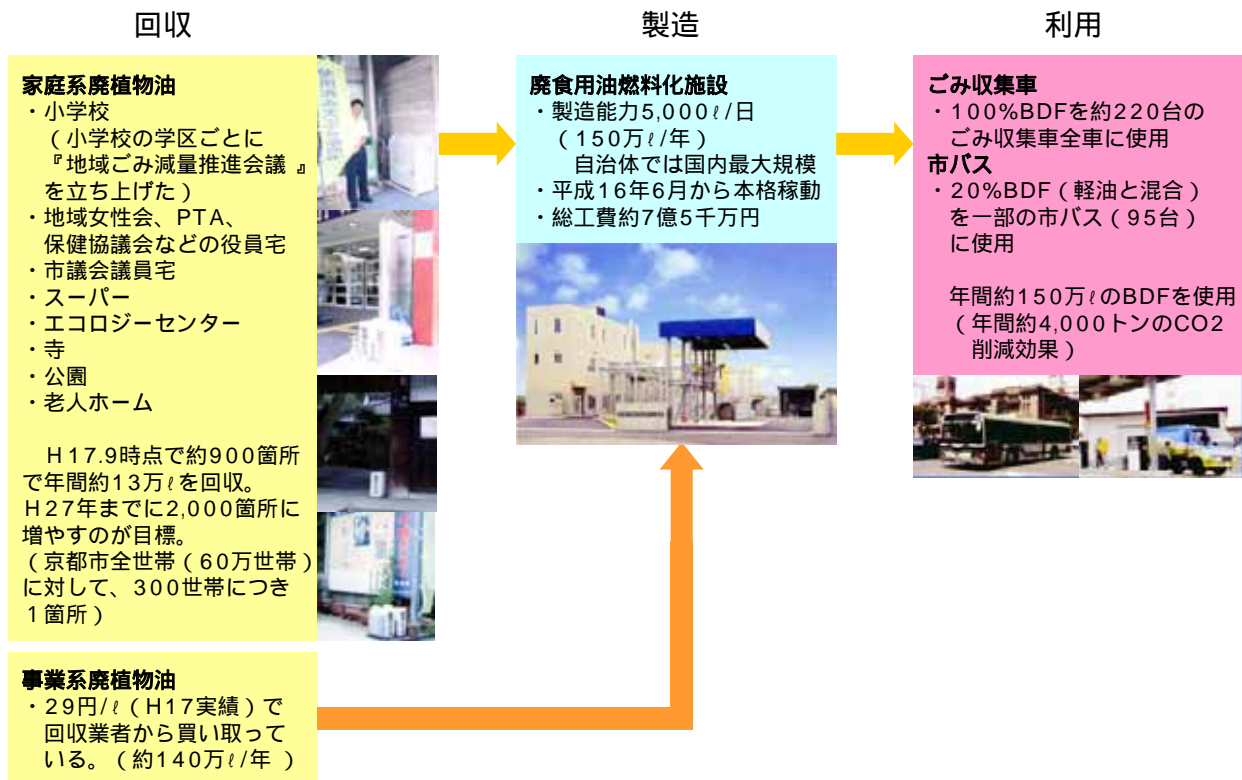 回収
製造
利用
家庭系廃植物油
・小学校
（小学校の学区ごとに
『地域ごみ減量推進会議 』
を立ち上げた）
・地域女性会、PTA、
保健協議会などの役員宅
・市議会議員宅
・スーパー
・エコロジーセンター
・寺
・公園
・老人ホーム
H17.9時点で約900箇所
で年間約13万ℓを回収。
H27年までに2,000箇所に
増やすのが目標。
（京都市全世帯（60万世帯）
に対して、300世帯につき
1箇所）
事業系廃植物油
・29円/ℓ（H17実績）で
回収業者から買い取って
いる。（約140万ℓ/年 ）
廃食用油燃料化施設
・製造能力5,000ℓ/日
（150万ℓ/年）
自治体では国内最大規模
・平成16年6月から本格稼動
・総工費約7億5千万円
ごみ収集車
・100%BDFを約220台の
ごみ収集車全車に使用
市バス
・20%BDF（軽油と混合）
を一部の市バス（95台）
に使用
年間約150万ℓのBDFを使用
（年間約4,000トンのCO2
削減効果）